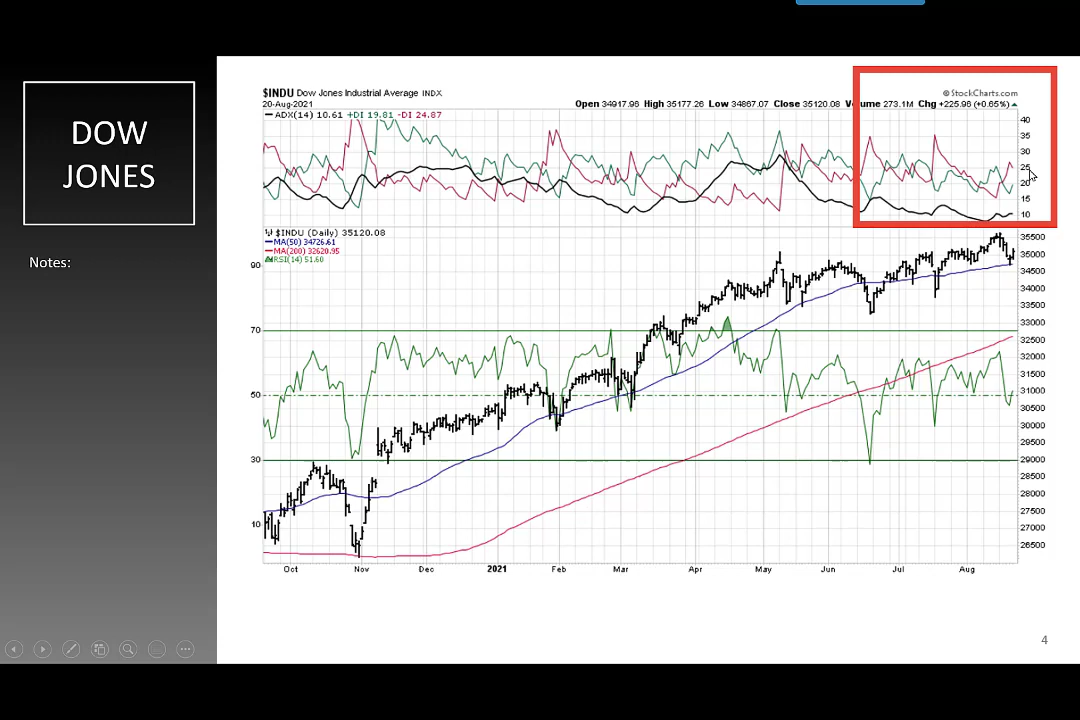 DOW
JONES
Notes:
$INDU Dow Jones Industrial Average INDX
© StockCharts.com
20-Aug-2021
Open 34917.98 High 35177.26 Low 34867.07 Close 35120.08 Volume 273.1M Chg +225.96 (+0.65%)
ADX(14) 10.61 +DI 19.81 -DI 24.87
40
35
30
25
20
15
10
$INDU (Daily) 35120.08
MA(50) 34726.61
MA(200) 32620.95
RSI(14) 51.60
90
70
50
30
10
35500
35000
34500
34000
33500
33000
32500
32000
31500
31000
30500
30000
29500
29000
28500
28000
27500
27000
26500
Oct Nov Dec 2021 Feb Mar Apr May Jun Jul Aug
4